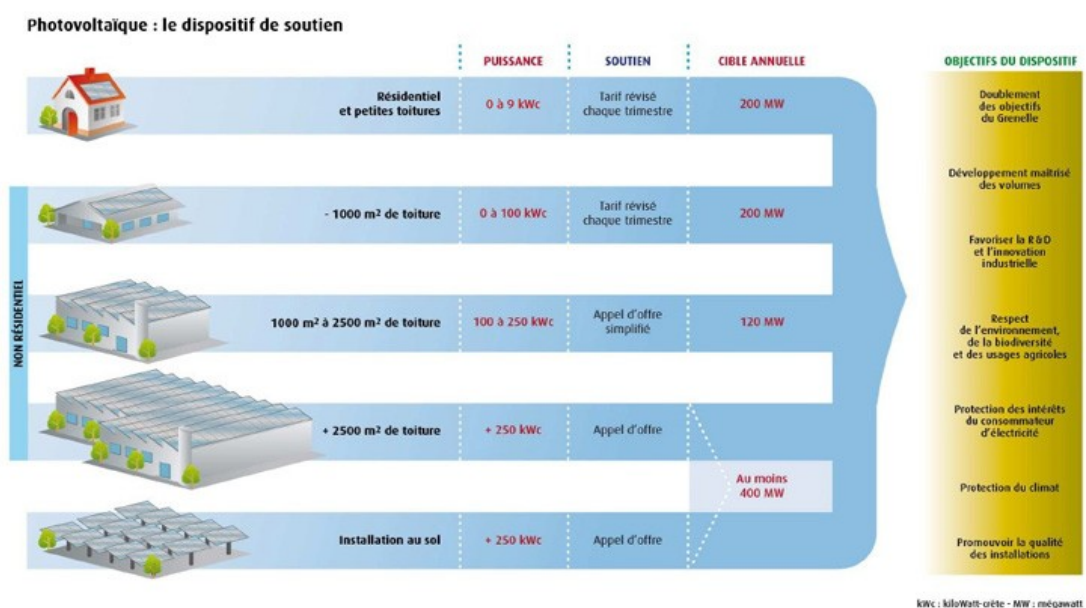 Photovoltaïque : le dispositif de soutien
PUISSANCE
SOUTIEN
CIBLE ANNUELLE
OBJECTIFS DU DISPOSITIF
Résidentiel
et petites toitures
0 à 9 kWc
Tarif révisé
chaque trimestre
200 MW
NON RÉSIDENTIEL
- 1000 m² de toiture
0 à 100 kWc
Tarif révisé
chaque trimestre
200 MW
1000 m² à 2500 m² de toiture
100 à 250 kWc
Appel d'offre
simplifié
120 MW
+ 2500 m² de toiture
+ 250 kWc
Appel d'offre
Au moins
400 MW
Installation au sol
+ 250 kWc
Appel d'offre
Doublement
des objectifs
du Grenelle
Développement maîtrisé
des volumes
Favoriser la R&D
et l'innovation
industrielle
Respect
de l'environnement,
de la biodiversité
et des usages agricoles
Protection des intérêts
du consommateur
d'électricité
Protection du climat
Promouvoir la qualité
des installations
kWc : kiloWatt-crète - MW : mégawatt